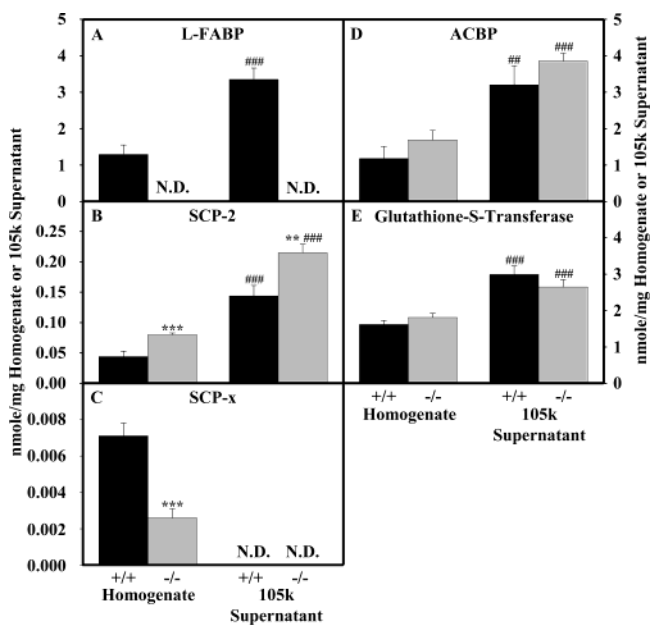 nmole/mg Homogenate or 105k Supernatant
A
L-FABP
5
4
3
2
1
0
N.D.
###
N.D.
B
SCP-2
0.25
0.20
0.15
0.10
0.05
0.00
***
###
** ###
C
SCP-x
0.008
0.006
0.004
0.002
0.000
***
N.D. N.D.
+/+ -/- +/+ -/-
Homogenate 105k
Supernatant
D
ACBP
5
4
3
2
1
0
##
###
E
Glutathione-S-Transferase
4
3
2
1
0
###
###
+/+ -/- +/+ -/-
Homogenate 105k
Supernatant
nmole/mg Homogenate or 105k Supernatant